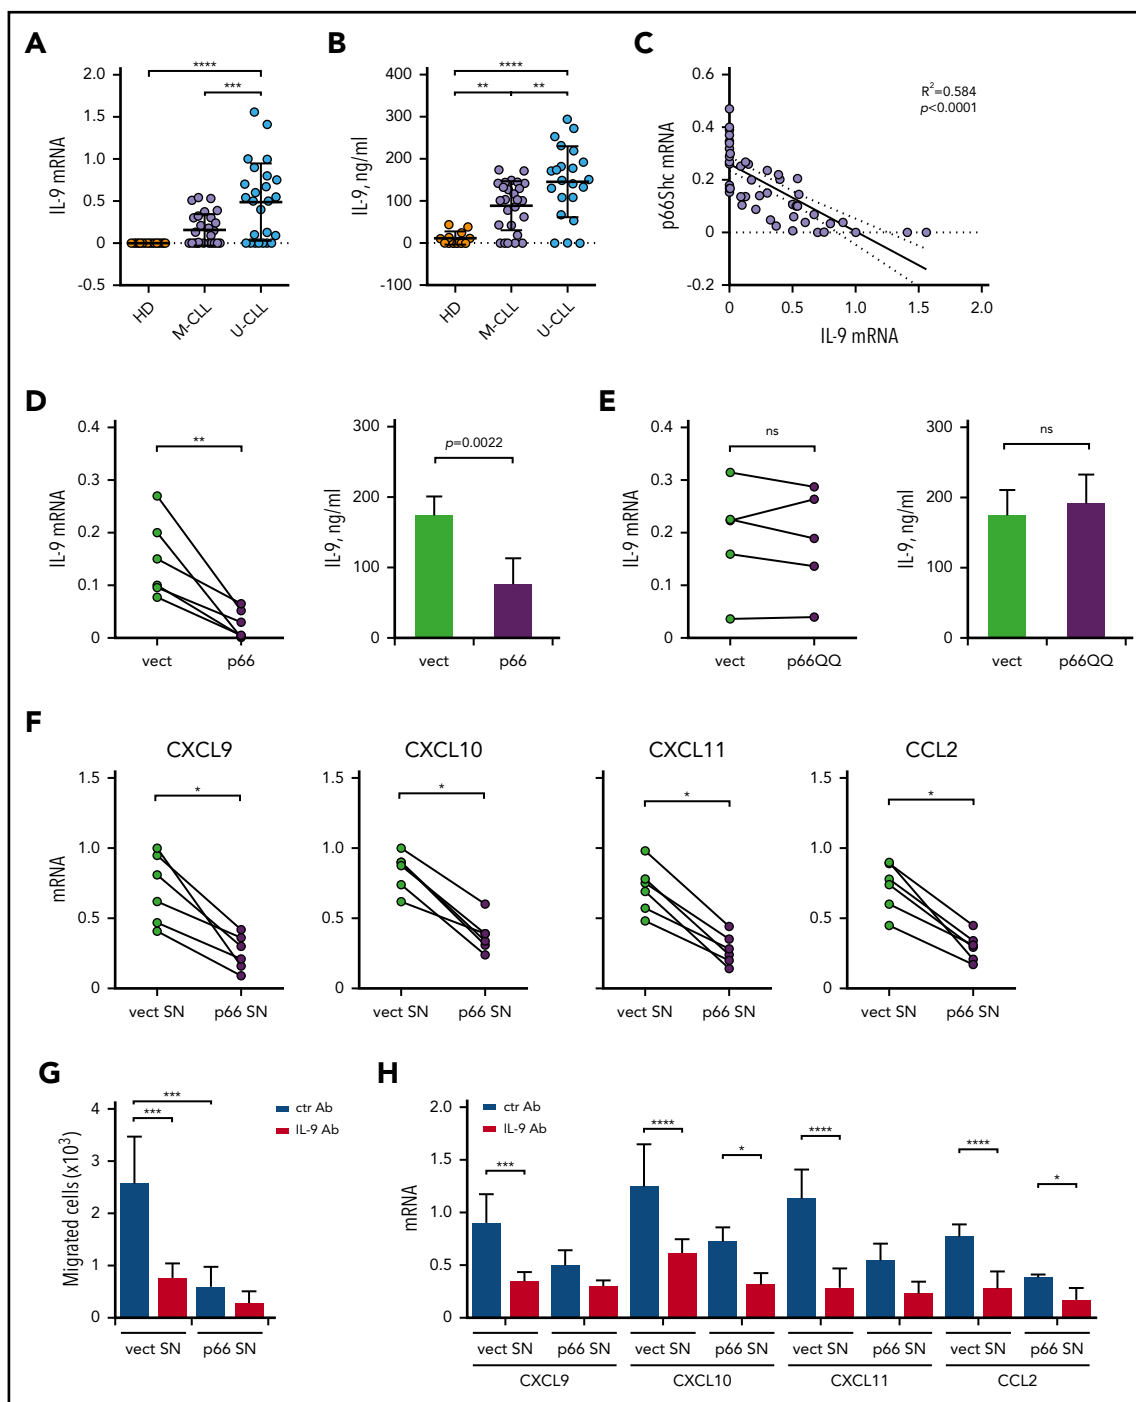 A
IL-9 mRNA
2.0
1.5
1.0
0.5
0
-0.5
****
***
HD
M-CLL
U-CLL
B
IL-9, ng/ml
400
300
200
100
0
-100
****
**
**
HD
M-CLL
U-CLL
C
p66Shc mRNA
0.6
0.4
0.2
0
-0.2
R²=0.584
p<0.0001
0
0.5
1.0
1.5
2.0
IL-9 mRNA
D
IL-9 mRNA
0.4
0.3
0.2
0.1
0
**
vect
p66
IL-9, ng/ml
300
200
100
0
p=0.0022
vect
p66
E
IL-9 mRNA
0.4
0.3
0.2
0.1
0
ns
vect
p66QQ
IL-9, ng/ml
300
200
100
0
ns
vect
p66QQ
F
mRNA
CXCL9
1.5
1.0
0.5
0
*
vect SN
p66 SN
CXCL10
1.5
1.0
0.5
0
*
vect SN
p66 SN
CXCL11
1.5
1.0
0.5
0
*
vect SN
p66 SN
CCL2
1.5
1.0
0.5
0
*
vect SN
p66 SN
G
Migrated cells (x10³)
4
3
2
1
0
***
***
ctr Ab
IL-9 Ab
vect SN
p66 SN
H
mRNA
2.0
1.5
1.0
0.5
0
ctr Ab
IL-9 Ab
***
****
*
****
****
*
vect SN
p66 SN
vect SN
p66 SN
vect SN
p66 SN
vect SN
p66 SN
CXCL9
CXCL10
CXCL11
CCL2